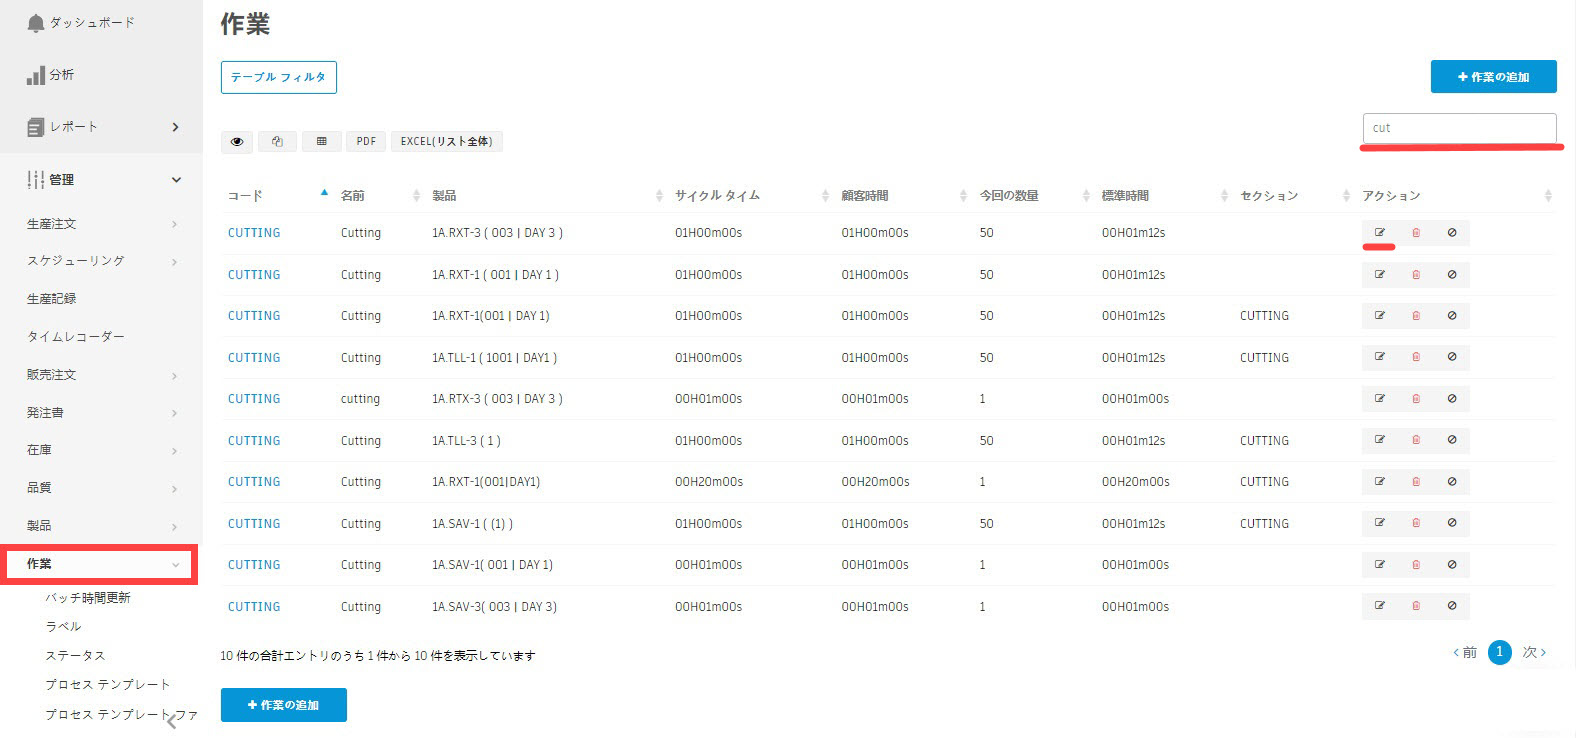 ダッシュボード
分析
レポート
管理
生産注文
スケジューリング
生産記録
タイムレコーダー
販売注文
発注書
在庫
品質
製品
作業
バッチ時間更新
ラベル
ステータス
プロセス テンプレート
プロセス テンプレート ファ
作業
テーブル フィルタ
+ 作業の追加
PDF EXCEL(リスト全体)
cut
コード 名前 製品 サイクル タイム 顧客時間 今回の数量 標準時間 セクション アクション
CUTTING Cutting 1A.RXT-3 ( 003 | DAY 3 ) 01H00m00s 01H00m00s 50 00H01m12s
CUTTING Cutting 1A.RXT-1 ( 001 | DAY 1 ) 01H00m00s 01H00m00s 50 00H01m12s
CUTTING Cutting 1A.RXT-1(001 | DAY 1) 01H00m00s 01H00m00s 50 00H01m12s CUTTING
CUTTING Cutting 1A.TLL-1 ( 1001 | DAY1 ) 01H00m00s 01H00m00s 50 00H01m12s CUTTING
CUTTING cutting 1A.RTX-3 ( 003 | DAY 3 ) 00H01m00s 00H01m00s 1 00H01m00s
CUTTING Cutting 1A.TLL-3 ( 1 ) 01H00m00s 01H00m00s 50 00H01m12s CUTTING
CUTTING Cutting 1A.RXT-1(001|DAY1) 00H20m00s 00H20m00s 1 00H20m00s CUTTING
CUTTING Cutting 1A.SAV-1 ( (1) ) 01H00m00s 01H00m00s 50 00H01m12s CUTTING
CUTTING Cutting 1A.SAV-1( 001 | DAY 1) 00H01m00s 00H01m00s 1 00H01m00s
CUTTING Cutting 1A.SAV-3( 003 | DAY 3) 00H01m00s 00H01m00s 1 00H01m00s
10 件の合計エントリのうち 1 件から 10 件を表示しています
‹ 前 1 次 ›
+ 作業の追加